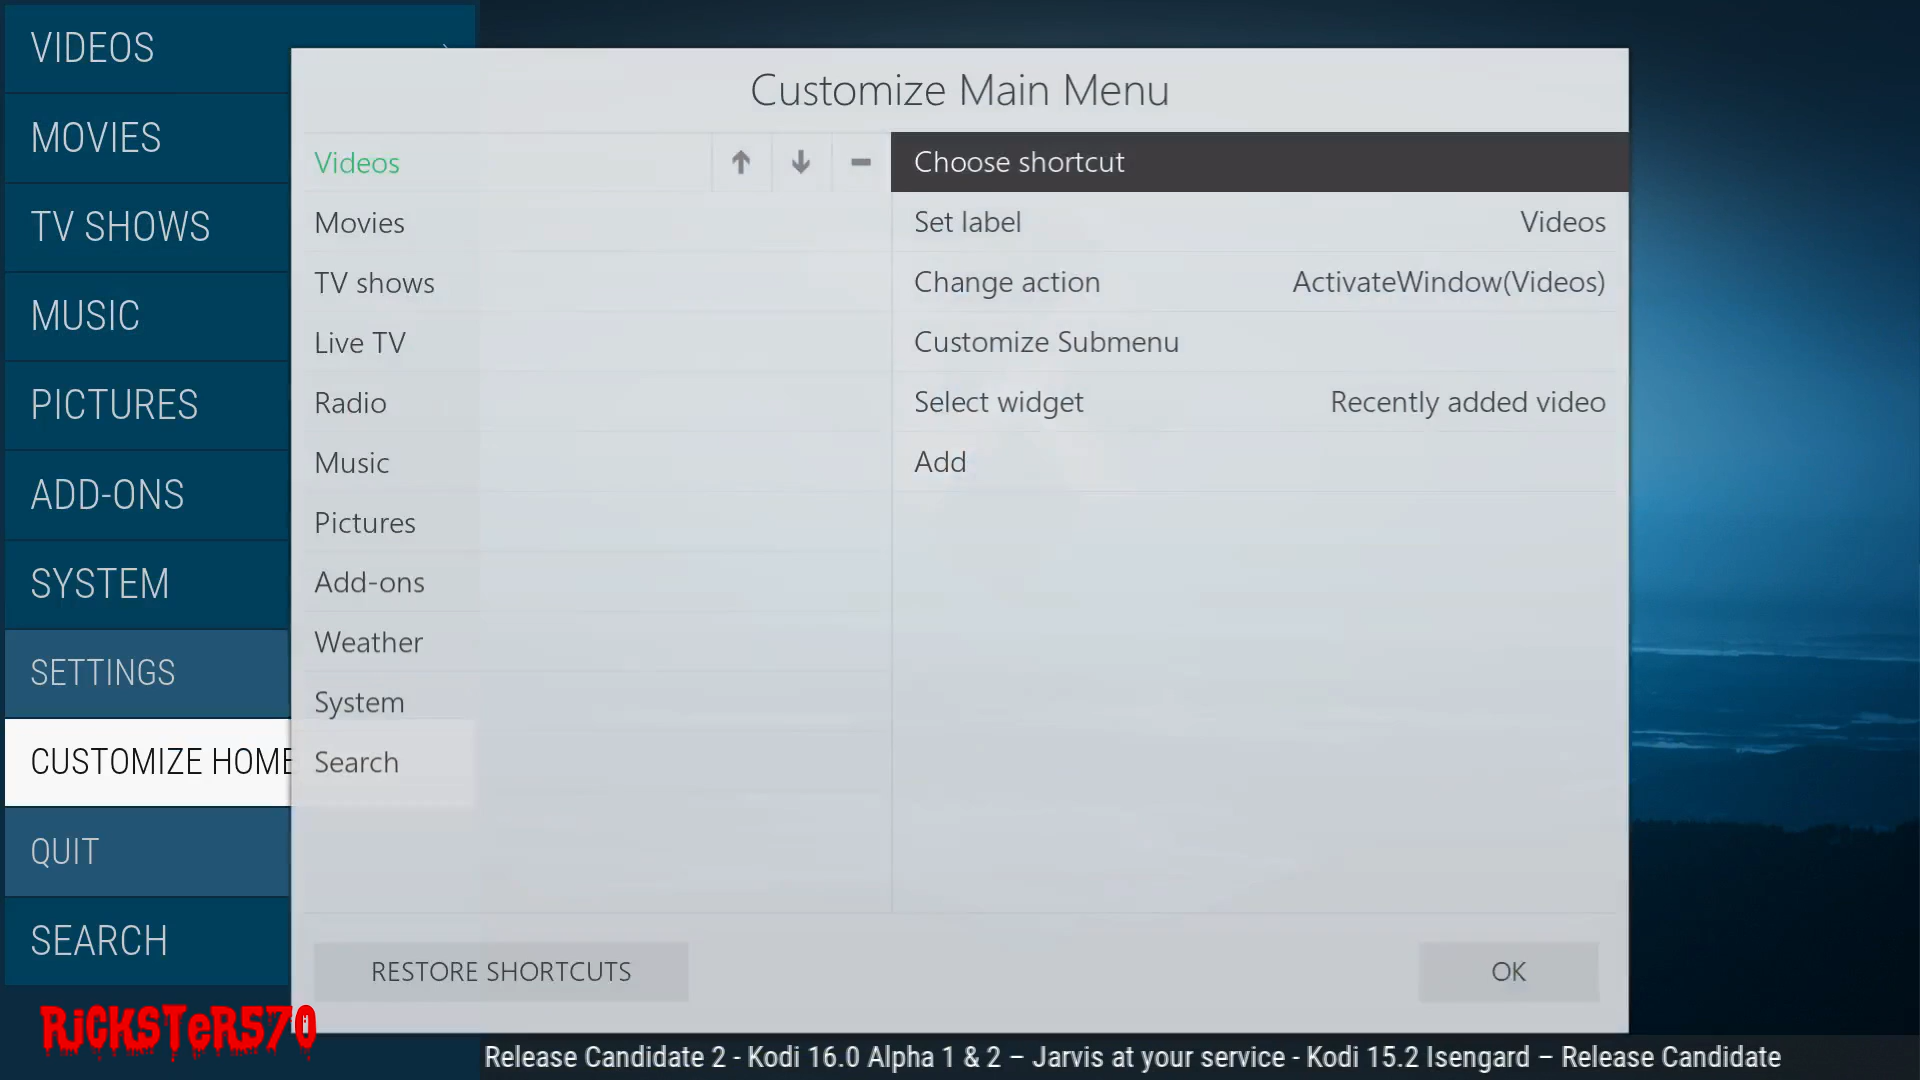 VIDEOS
MOVIES
TV SHOWS
MUSIC
PICTURES
ADD-ONS
SYSTEM
SETTINGS
CUSTOMIZE HOME
QUIT
SEARCH
RiCKSTeR570
Customize Main Menu
Videos
Movies
TV shows
Live TV
Radio
Music
Pictures
Add-ons
Weather
System
Search
Choose shortcut
Set label Videos
Change action ActivateWindow(Videos)
Customize Submenu
Select widget Recently added video
Add
RESTORE SHORTCUTS
OK
Release Candidate 2 - Kodi 16.0 Alpha 1 & 2 – Jarvis at your service - Kodi 15.2 Isengard – Release Candidate